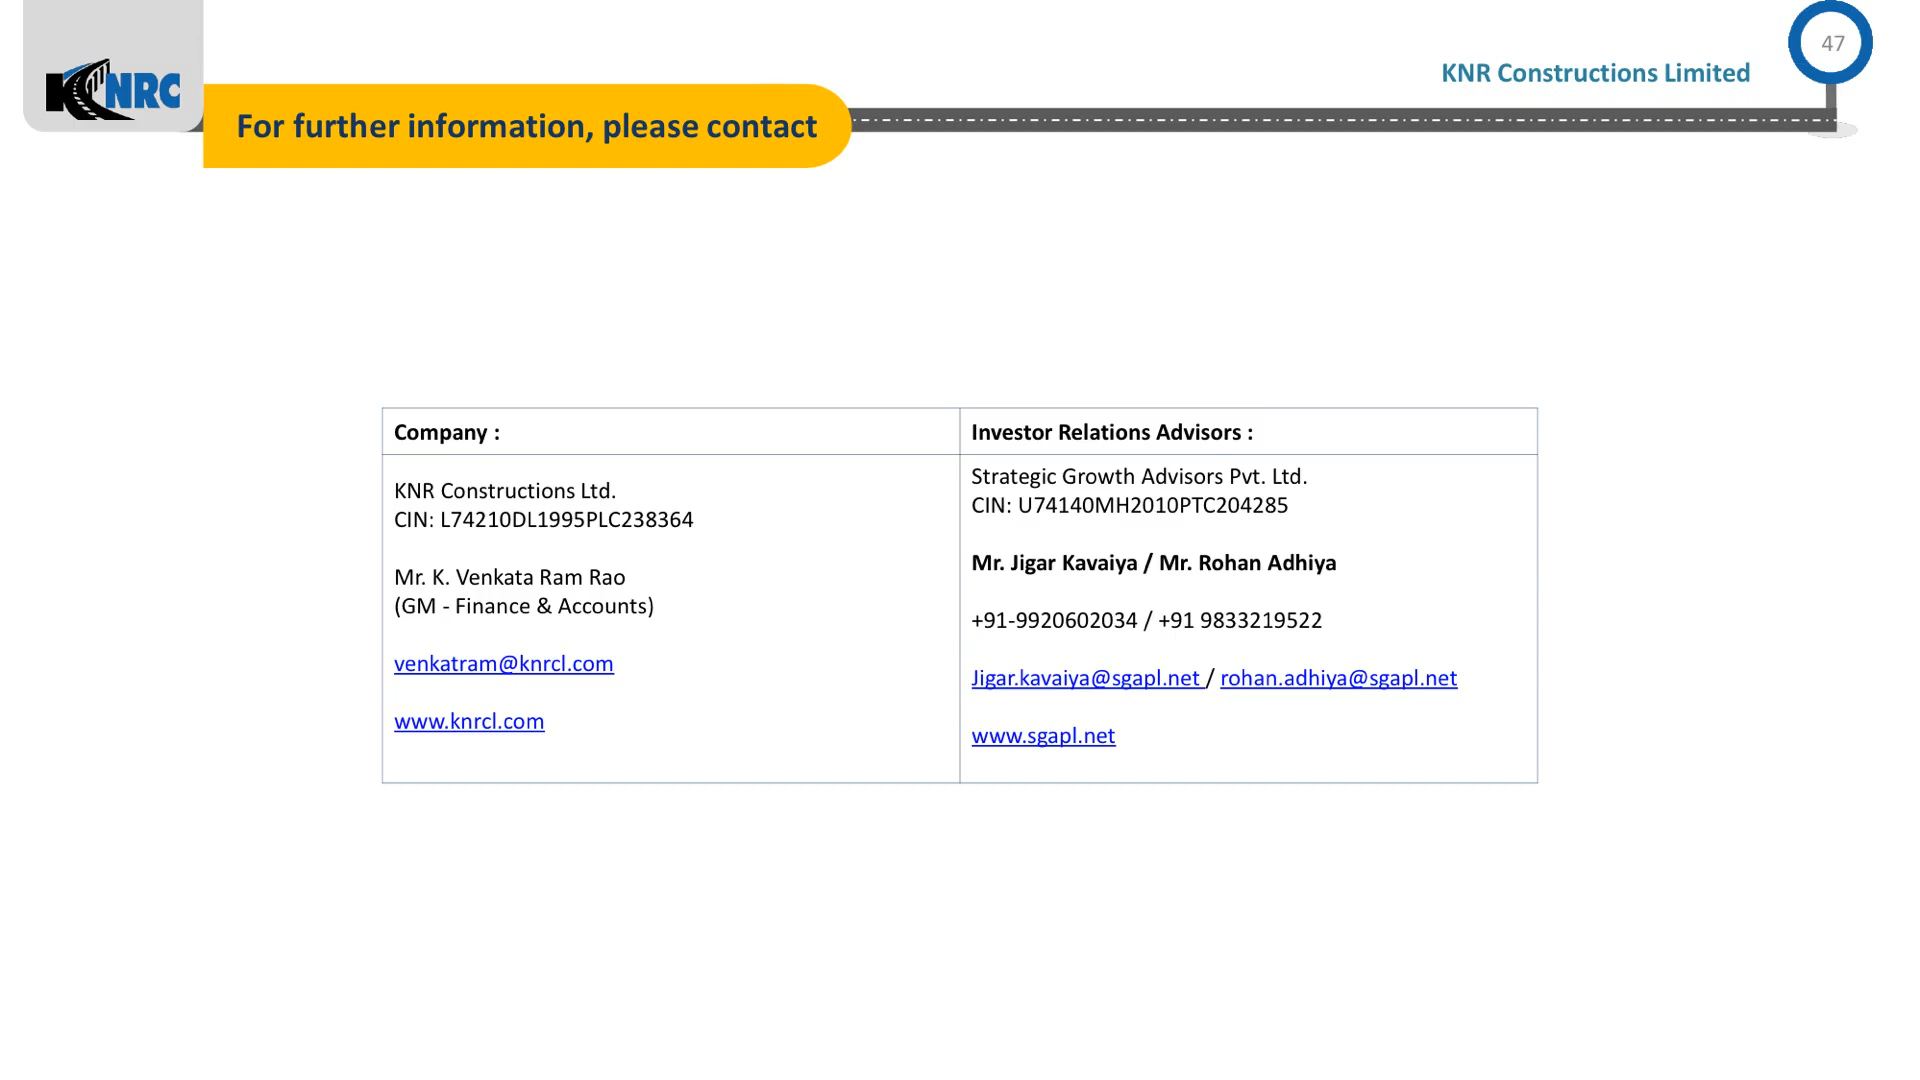 47
KNR Constructions Limited
KNRC
For further information, please contact
Company :
KNR Constructions Ltd.
CIN: L74210DL1995PLC238364
Mr. K. Venkata Ram Rao
(GM - Finance & Accounts)
venkatram@knrcl.com
www.knrcl.com
Investor Relations Advisors :
Strategic Growth Advisors Pvt. Ltd.
CIN: U74140MH2010PTC204285
Mr. Jigar Kavaiya / Mr. Rohan Adhiya
+91-9920602034 / +91 9833219522
Jigar.kavaiya@sgapl.net / rohan.adhiya@sgapl.net
www.sgapl.net